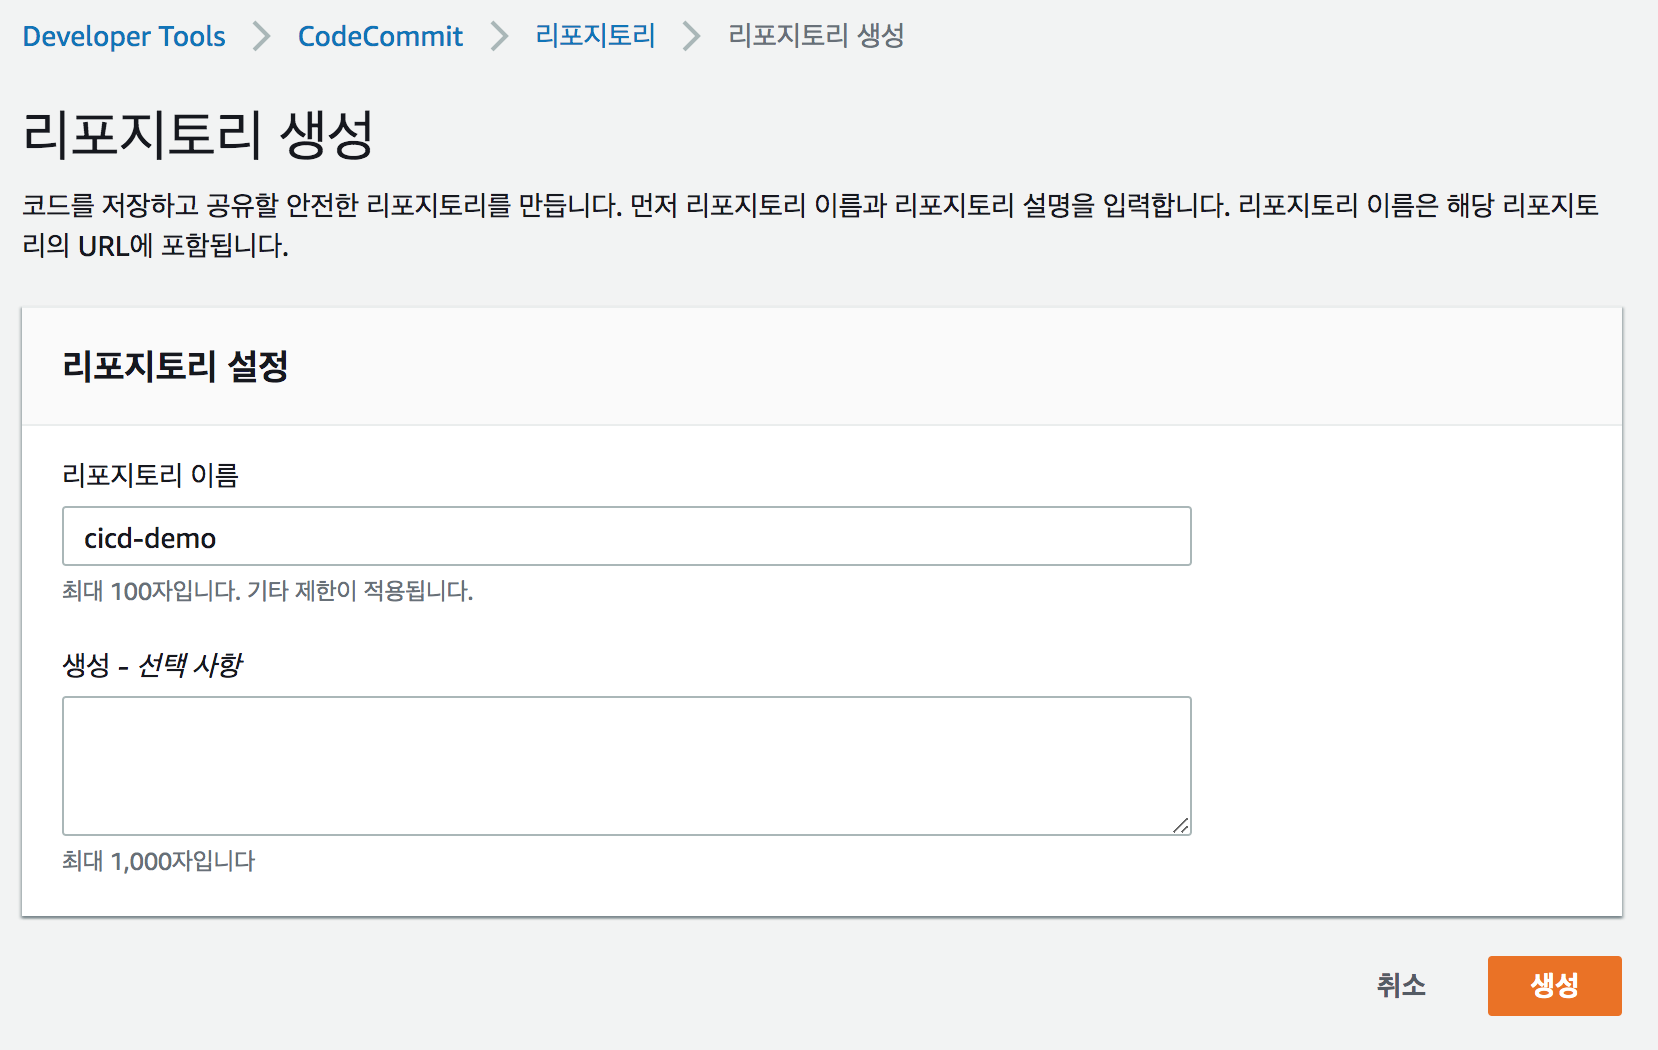 Developer Tools > CodeCommit > 리포지토리 > 리포지토리 생성
리포지토리 생성
코드를 저장하고 공유할 안전한 리포지토리를 만듭니다. 먼저 리포지토리 이름과 리포지토리 설명을 입력합니다. 리포지토리 이름은 해당 리포지토
리의 URL에 포함됩니다.
리포지토리 설정
리포지토리 이름
cicd-demo
최대 100자입니다. 기타 제한이 적용됩니다.
생성 - 선택 사항
최대 1,000자입니다
취소
생성